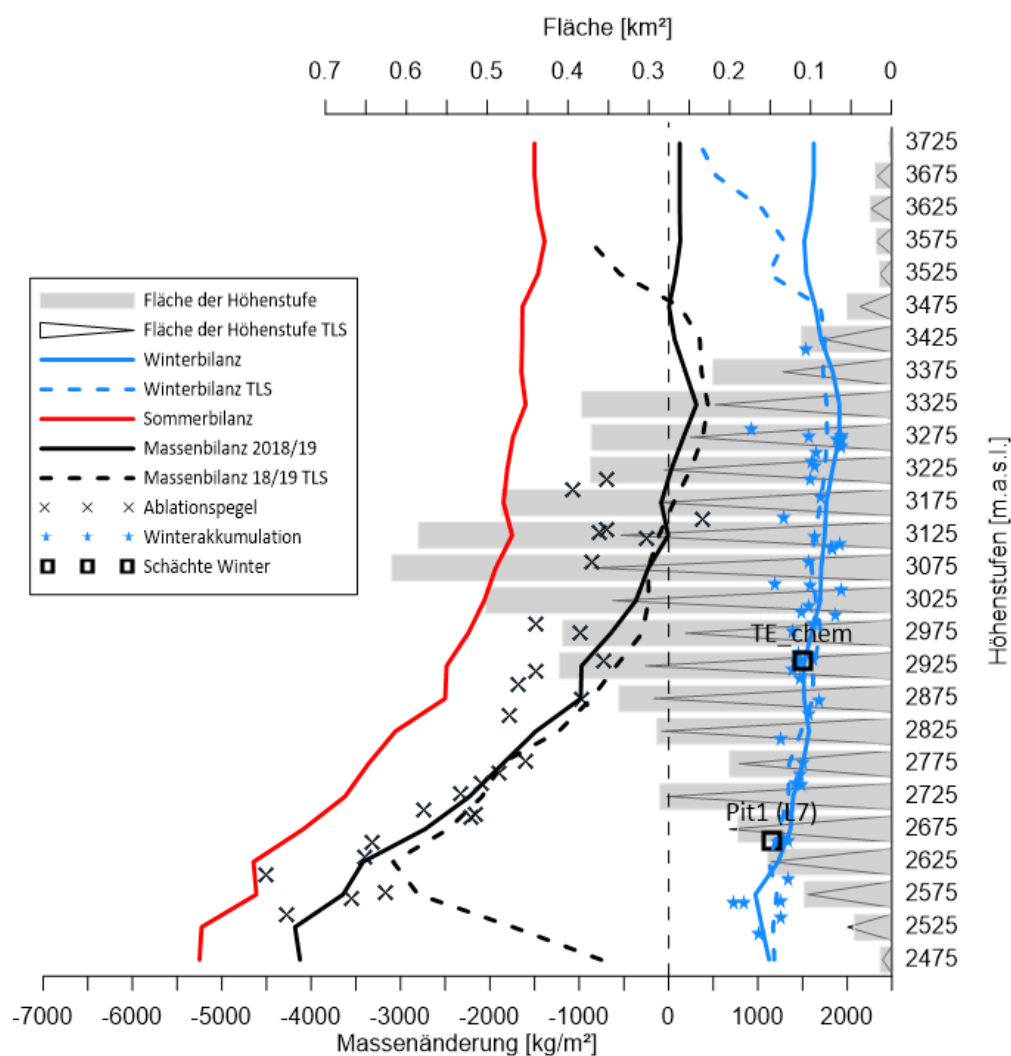 Fläche [km²]
0.7 0.6 0.5 0.4 0.3 0.2 0.1 0
3725
3675
3625
3575
3525
3475
3425
3375
3325
3275
3225
3175
3125
3075
3025
2975
2925
2875
2825
2775
2725
2675
2625
2575
2525
2475
Höhenstufen [m.a.s.l.]
Fläche der Höhenstufe
Fläche der Höhenstufe TLS
Winterbilanz
Winterbilanz TLS
Sommerbilanz
Massenbilanz 2018/19
Massenbilanz 18/19 TLS
Ablationspegel
Winterakkumulation
Schächte Winter
TE_chem
Pit1 (L7)
-7000 -6000 -5000 -4000 -3000 -2000 -1000 0 1000 2000
Massenänderung [kg/m²]